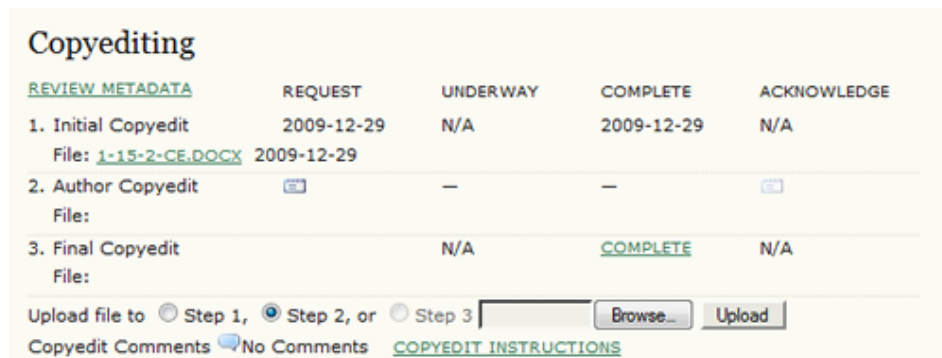 Copyediting
REVIEW METADATA REQUEST UNDERWAY COMPLETE ACKNOWLEDGE
1. Initial Copyedit 2009-12-29 N/A 2009-12-29 N/A
File: 1-15-2-CE.DOCX 2009-12-29
2. Author Copyedit — —
File:
3. Final Copyedit N/A COMPLETE N/A
File:
Upload file to Step 1, Step 2, or Step 3 Browse... Upload
Copyedit Comments No Comments COPYEDIT INSTRUCTIONS